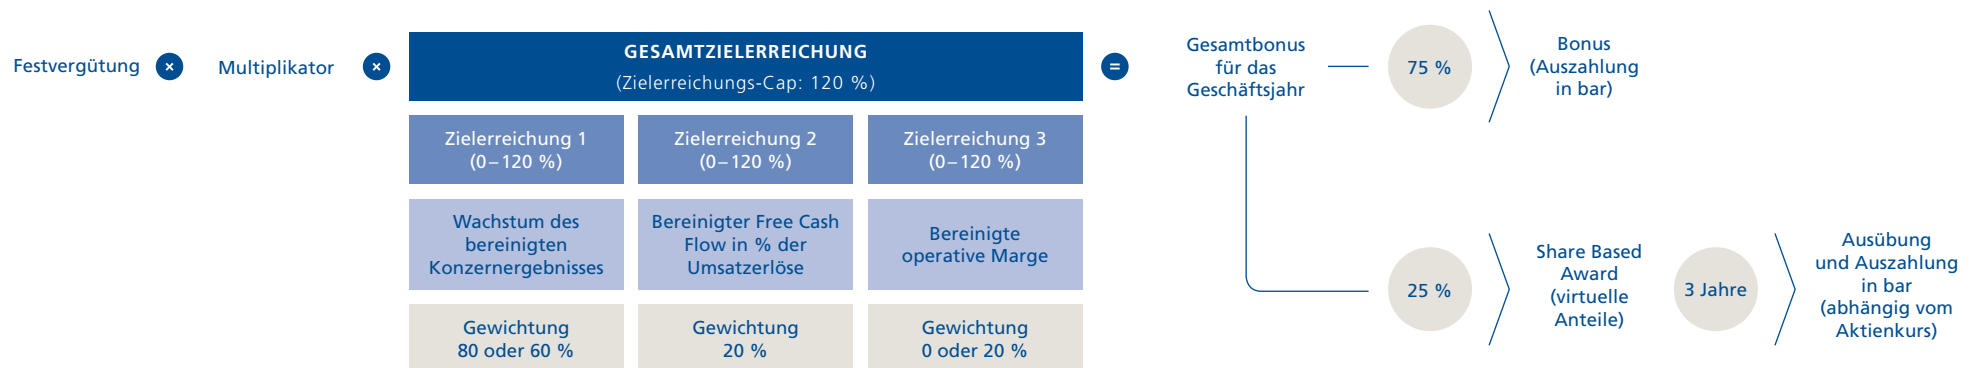 Festvergütung
×
Multiplikator
×
GESAMTZIELERREICHUNG
(Zielerreichungs-Cap: 120 %)
Zielerreichung 1
(0–120 %)
Zielerreichung 2
(0–120 %)
Zielerreichung 3
(0–120 %)
Wachstum des
bereinigten
Konzernergebnisses
Bereinigter Free Cash
Flow in % der
Umsatzerlöse
Bereinigte
operative Marge
Gewichtung
80 oder 60 %
Gewichtung
20 %
Gewichtung
0 oder 20 %
=
Gesamtbonus
für das
Geschäftsjahr
75 %
Bonus
(Auszahlung
in bar)
25 %
Share Based
Award
(virtuelle
Anteile)
3 Jahre
Ausübung
und Auszahlung
in bar
(abhängig vom
Aktienkurs)